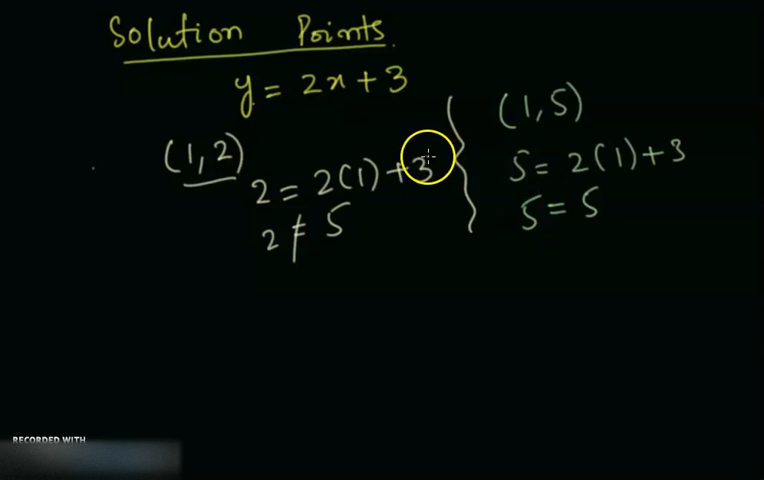 Solution Points.
y = 2x + 3
(1,2)
2 = 2(1) + 3
2 ≠ 5
(1,5)
5 = 2(1) + 3
5 = 5
RECORDED WITH